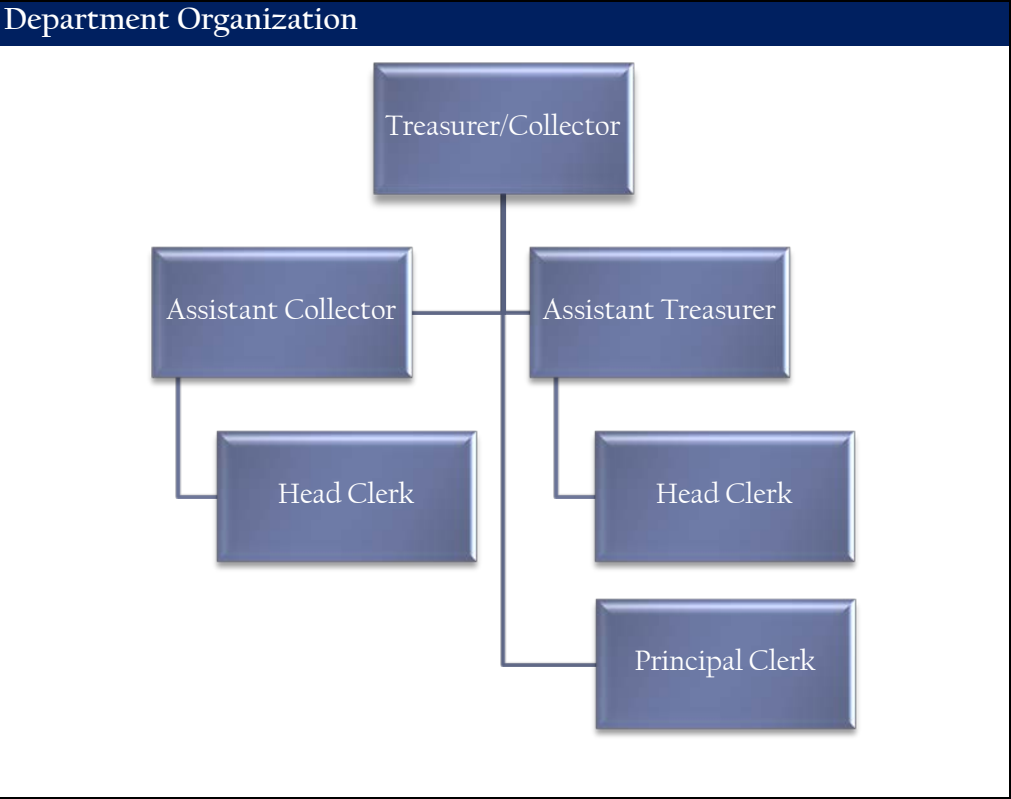 Department Organization
Treasurer/Collector
Assistant Collector
Assistant Treasurer
Head Clerk
Head Clerk
Principal Clerk